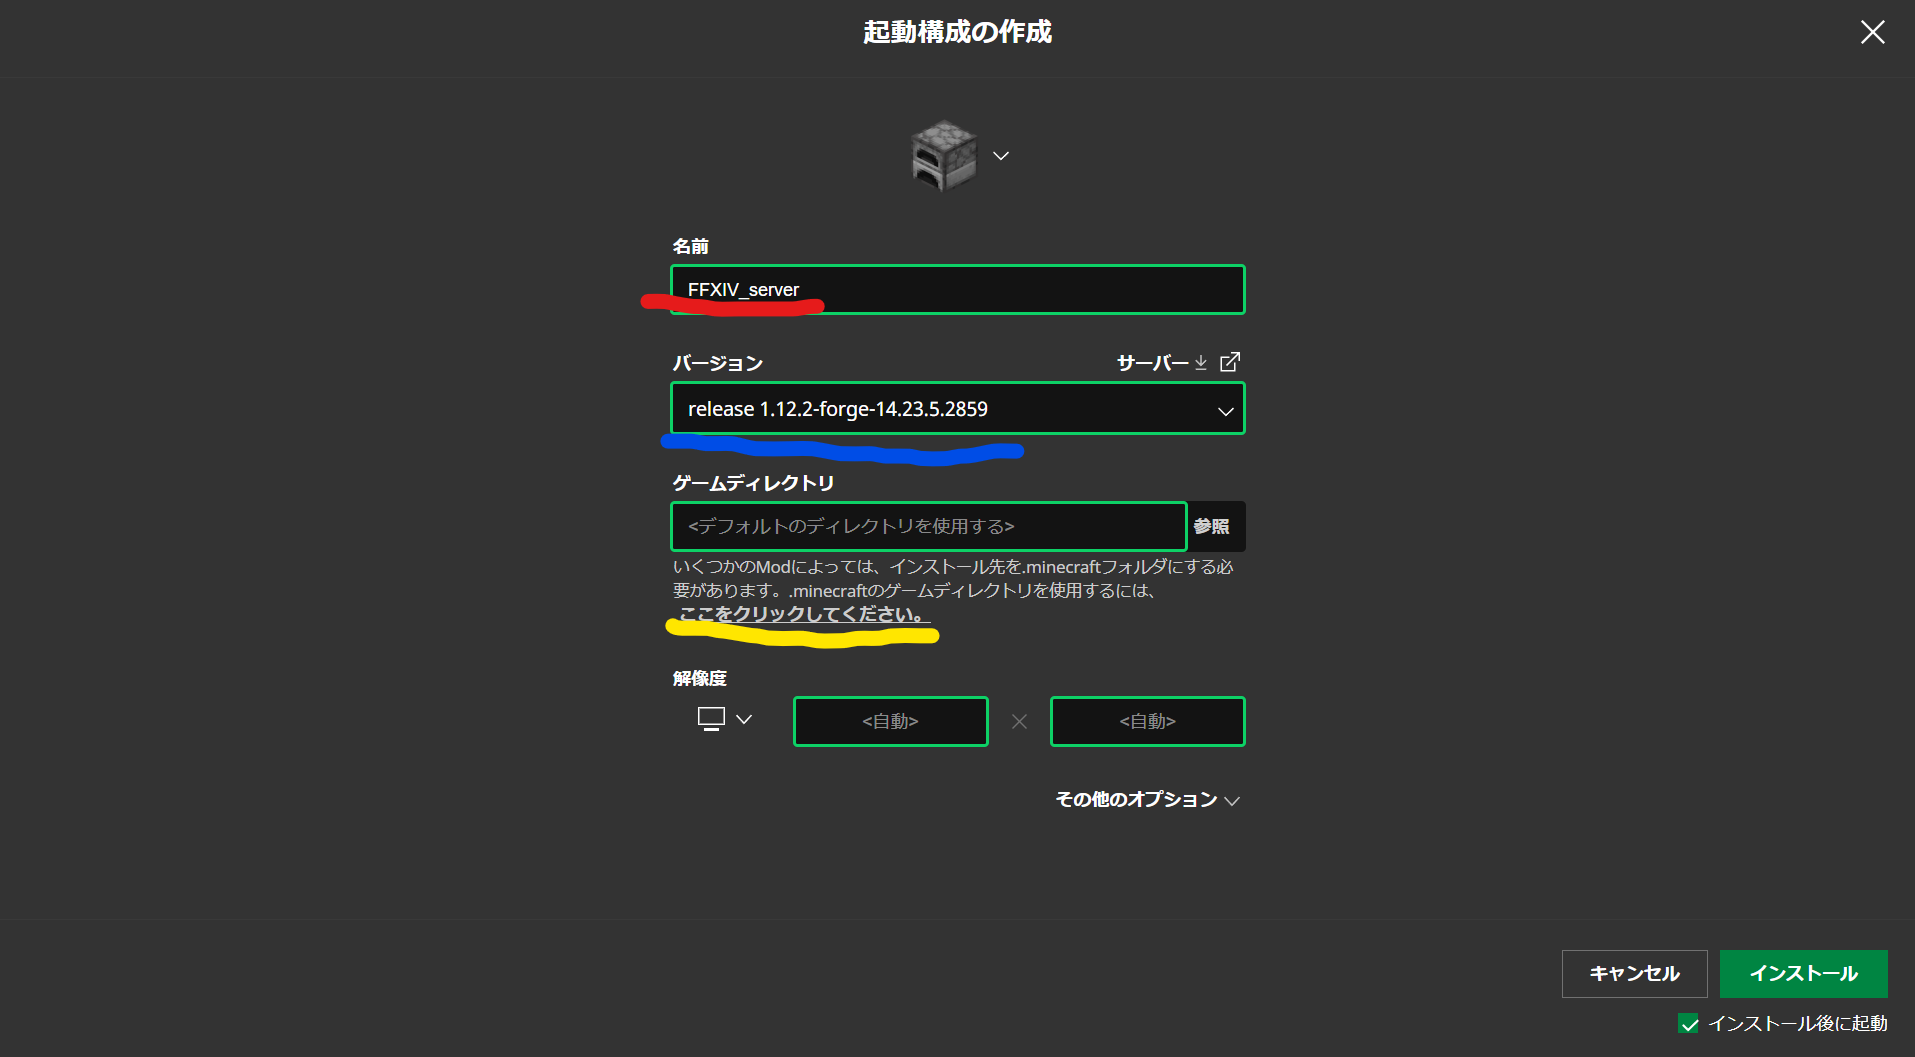 起動構成の作成
名前
FFXIV_server
バージョン サーバー
release 1.12.2-forge-14.23.5.2859
ゲームディレクトリ
<デフォルトのディレクトリを使用する> 参照
いくつかのModによっては、インストール先を.minecraftフォルダにする必
要があります。.minecraftのゲームディレクトリを使用するには、
ここをクリックしてください。
解像度
<自動> <自動>
その他のオプション
キャンセル インストール
インストール後に起動